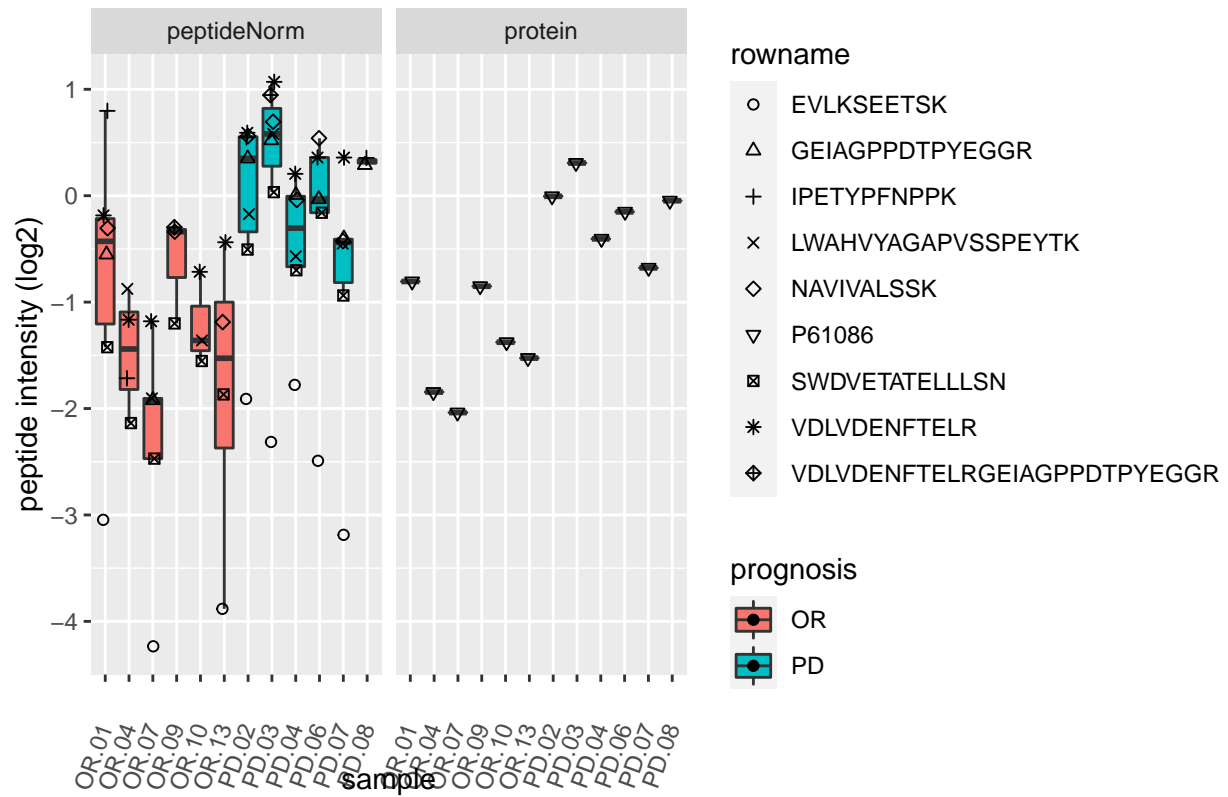 peptideNorm protein
peptide intensity (log2)
1
0
−1
−2
−3
−4
OR.01 OR.04 OR.07 OR.09 OR.10 OR.13 PD.02 PD.03 PD.04 PD.06 PD.07 PD.08
OR.01 OR.04 OR.07 OR.09 OR.10 OR.13 PD.02 PD.03 PD.04 PD.06 PD.07 PD.08
sample
rowname
EVLKSEETSK
GEIAGPPDTPYEGGR
IPETYPFNPPK
LWAHVYAGAPVSSPEYTK
NAVIVALSSK
P61086
SWDVETATELLLSN
VDLVDENFTELR
VDLVDENFTELRGEIAGPPDTPYEGGR
prognosis
OR
PD